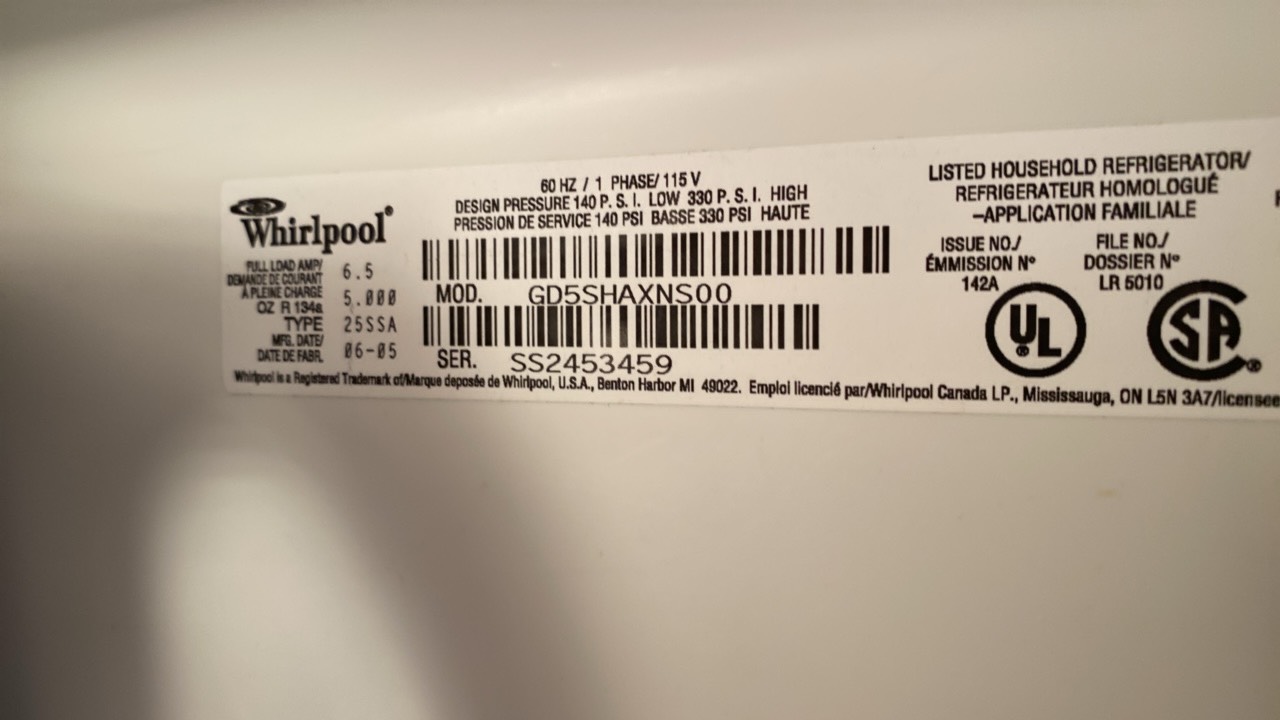 Whirlpool®
FULL LOAD AMP/
DEMANDE DE COURANT
À PLEINE CHARGE
6.5
OZ R 134a
5.000
TYPE
25SSA
MFG. DATE/
DATE DE FABR.
06-05
60 HZ / 1 PHASE/ 115 V
DESIGN PRESSURE 140 P. S. I. LOW 330 P. S. I. HIGH
PRESSION DE SERVICE 140 PSI BASSE 330 PSI HAUTE
MOD. GD5SHAXNS00
SER. SS2453459
LISTED HOUSEHOLD REFRIGERATOR/
REFRIGERATEUR HOMOLOGUÉ
-APPLICATION FAMILIALE
ISSUE NO./
ÉMMISSION N°
142A
FILE NO./
DOSSIER N°
LR 5010
UL®
SA®
Whirlpool is a Registered Trademark of/Marque deposée de Whirlpool, U.S.A., Benton Harbor MI 49022. Emploi licencié par/Whirlpool Canada LP., Mississauga, ON L5N 3A7/licensee